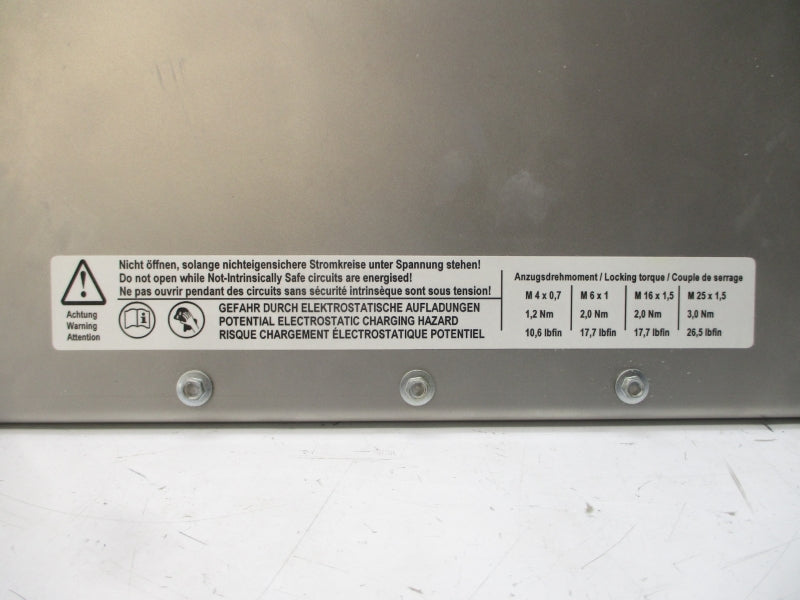 Nicht öffnen, solange nichteigensichere Stromkreise unter Spannung stehen!
Do not open while Not-Intrinsically Safe circuits are energised!
Ne pas ouvrir pendant des circuits sans sécurité intrinsèque sont sous tension!
Achtung
Warning
Attention
GEFAHR DURCH ELEKTROSTATISCHE AUFLADUNGEN
POTENTIAL ELECTROSTATIC CHARGING HAZARD
RISQUE CHARGEMENT ÉLECTROSTATIQUE POTENTIEL
Anzugsdrehmoment / Locking torque / Couple de serrage
M 4 x 0,7 M 6 x 1 M 16 x 1,5 M 25 x 1,5
1,2 Nm 2,0 Nm 2,0 Nm 3,0 Nm
10,6 lbfin 17,7 lbfin 17,7 lbfin 26,5 lbfin